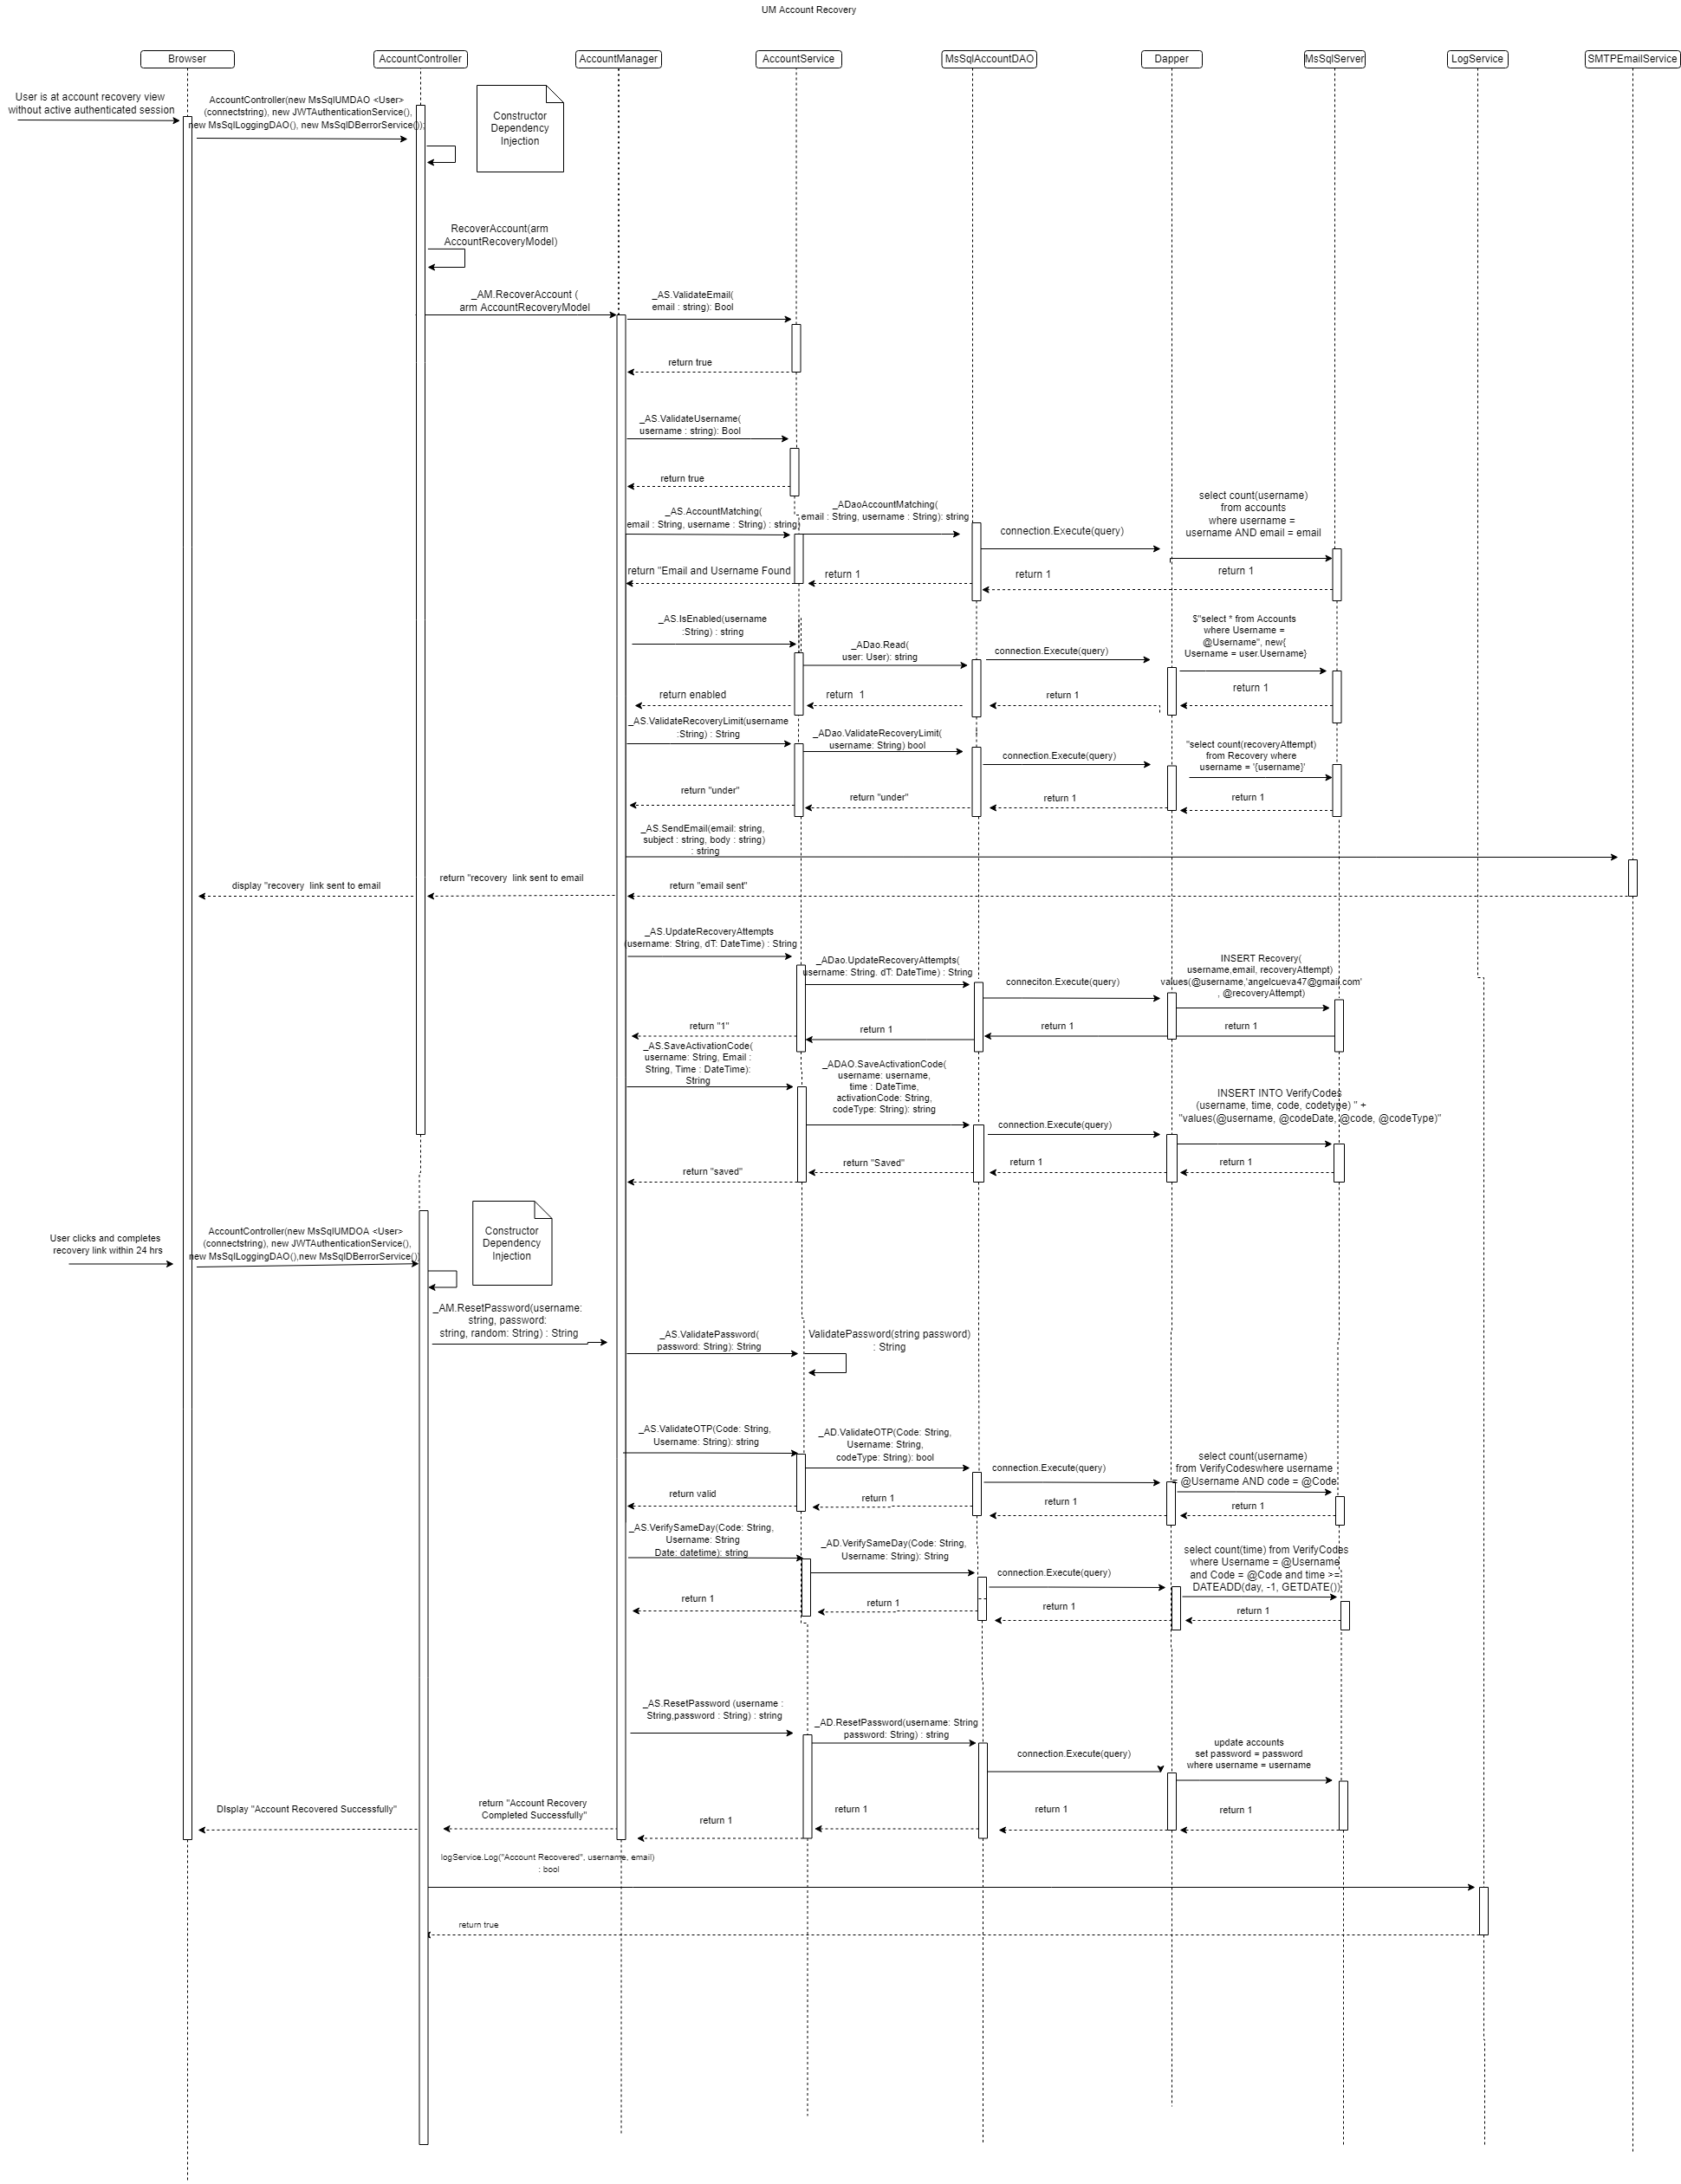 UM Account Recovery
Browser
AccountController
AccountManager
AccountService
MsSqlAccountDAO
Dapper
MsSqlServer
LogService
SMTPEmailService
User is at account recovery view
without active authenticated session
AccountController(new MsSqlUMDAO <User>
(connectstring), new JWTAuthenticationService(),
new MsSqlLoggingDAO(), new MsSqlDBerrorService());
Constructor
Dependency
Injection
RecoverAccount(arm
AccountRecoveryModel)
_AM.RecoverAccount (
arm AccountRecoveryModel
_AS.ValidateEmail(
email : string): Bool
return true
_AS.ValidateUsername(
username : string): Bool
return true
_AS.AccountMatching(
email : String, username : String) : string
_ADaoAccountMatching(
email : String, username : String): string
connection.Execute(query)
select count(username)
from accounts
where username =
username AND email = email
return "Email and Username Found
return 1
return 1
return 1
_AS.IsEnabled(username
:String) : string
_ADao.Read(
user: User): string
connection.Execute(query)
$"select * from Accounts
where Username =
@Username", new{
Username = user.Username}
return enabled
return  1
return 1
return 1
_AS.ValidateRecoveryLimit(username
:String) : String
_ADao.ValidateRecoveryLimit(
username: String) bool
connection.Execute(query)
"select count(recoveryAttempt)
from Recovery where
username = '{username}'
return "under"
return "under"
return 1
return 1
_AS.SendEmail(email: string,
subject : string, body : string)
: string
display "recovery  link sent to email
return "recovery  link sent to email
return "email sent"
_AS.UpdateRecoveryAttempts
(username: String, dT: DateTime) : String
_ADao.UpdateRecoveryAttempts(
username: String. dT: DateTime) : String
conneciton.Execute(query)
INSERT Recovery(
username,email, recoveryAttempt)
values(@username,'angelcueva47@gmail.com'
, @recoveryAttempt)
return "1"
return 1
return 1
return 1
_AS.SaveActivationCode(
username: String, Email :
String, Time : DateTime):
String
_ADAO.SaveActivationCode(
username: username,
time : DateTime,
activationCode: String,
codeType: String): string
connection.Execute(query)
INSERT INTO VerifyCodes
(username, time, code, codetype) " +
"values(@username, @codeDate, @code, @codeType)"
return "saved"
return "Saved"
return 1
return 1
User clicks and completes
recovery link within 24 hrs
AccountController(new MsSqlUMDOA <User>
(connectstring), new JWTAuthenticationService(),
new MsSqlLoggingDAO(),new MsSqlDBerrorService())
Constructor
Dependency
Injection
_AM.ResetPassword(username:
string, password:
string, random: String) : String
_AS.ValidatePassword(
password: String): String
ValidatePassword(string password)
: String
_AS.ValidateOTP(Code: String,
Username: String): string
_AD.ValidateOTP(Code: String,
Username: String,
codeType: String): bool
connection.Execute(query)
select count(username)
from VerifyCodeswhere username
= @Username AND code = @Code
return valid
return 1
return 1
return 1
_AS.VerifySameDay(Code: String,
Username: String
Date: datetime): string
_AD.VerifySameDay(Code: String,
Username: String): String
connection.Execute(query)
select count(time) from VerifyCodes
where Username = @Username
and Code = @Code and time >=
DATEADD(day, -1, GETDATE())
return 1
return 1
return 1
return 1
_AS.ResetPassword (username :
String,password : String) : string
_AD.ResetPassword(username: String
password: String) : string
connection.Execute(query)
update accounts
set password = password
where username = username
DIsplay "Account Recovered Successfully"
return "Account Recovery
Completed Successfully"
return 1
return 1
return 1
return 1
logService.Log("Account Recovered", username, email)
: bool
return true